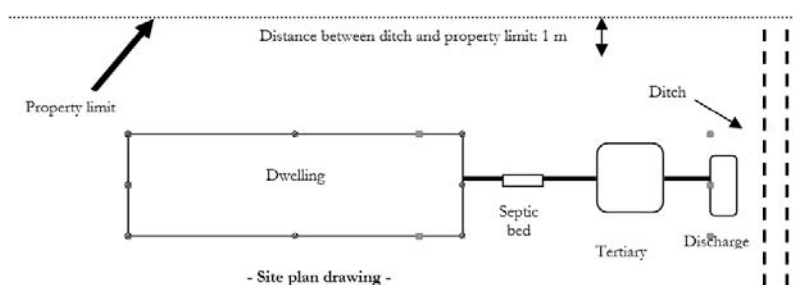 Distance between ditch and property limit: 1 m
Property limit
Ditch
Dwelling
Septic
bed
Tertiary
Discharge
- Site plan drawing -